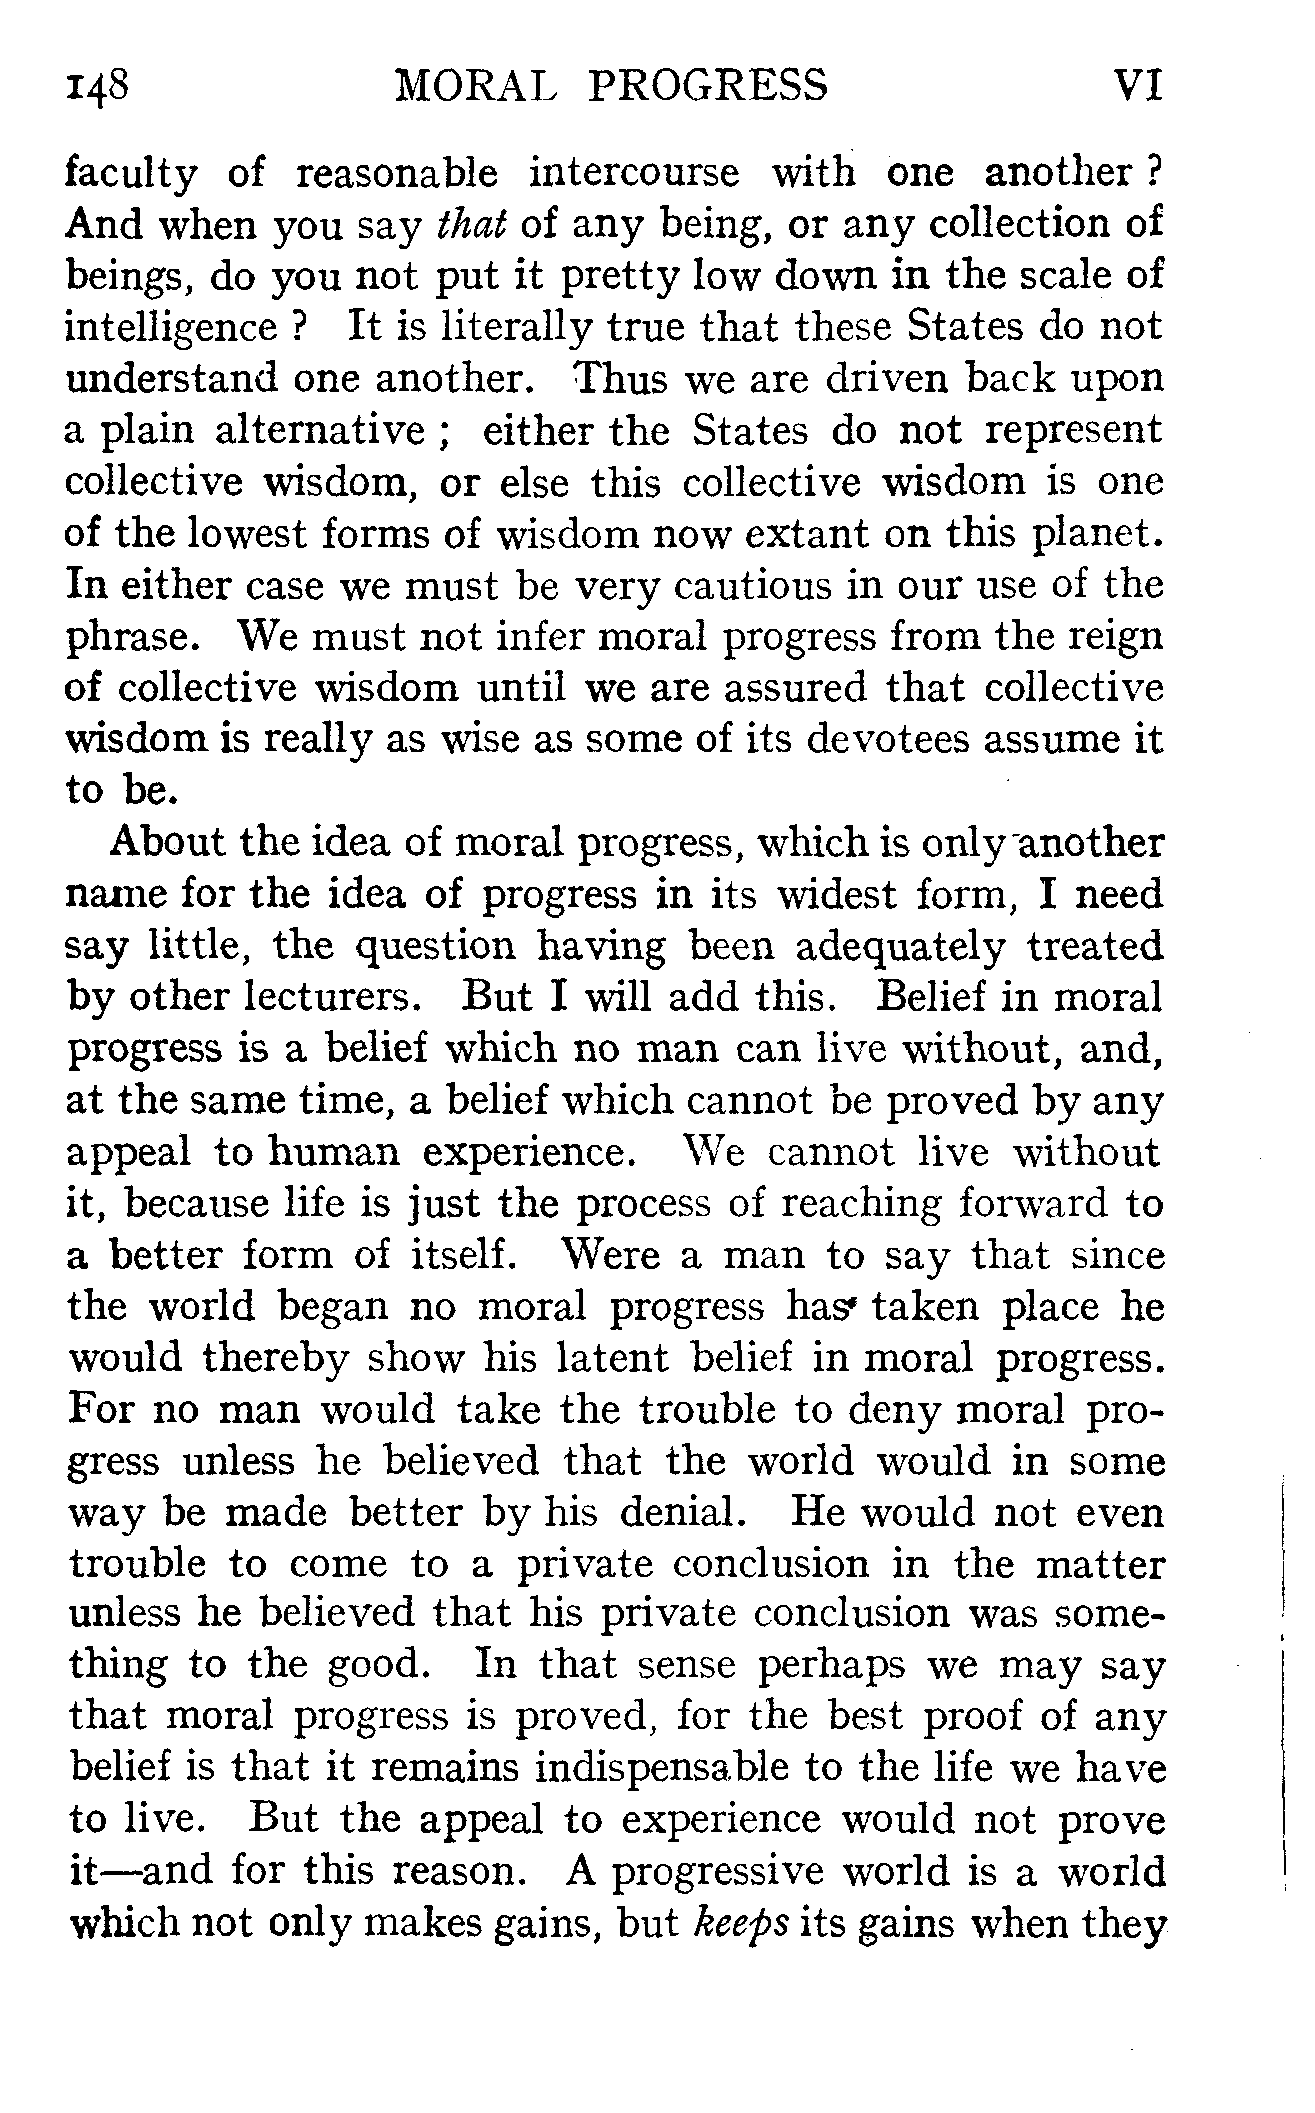 148 MORAL PROGRESS VI
faculty of reasonable intercourse with one another ?
And when you say that of any being, or any collection of
beings, do you not put it pretty low down in the scale of
intelligence ? It is literally true that these States do not
understand one another. Thus we are driven back upon
a plain alternative ; either the States do not represent
collective wisdom, or else this collective wisdom is one
of the lowest forms of wisdom now extant on this planet.
In either case we must be very cautious in our use of the
phrase. We must not infer moral progress from the reign
of collective wisdom until we are assured that collective
wisdom is really as wise as some of its devotees assume it
to be.
About the idea of moral progress, which is only another
name for the idea of progress in its widest form, I need
say little, the question having been adequately treated
by other lecturers. But I will add this. Belief in moral
progress is a belief which no man can live without, and,
at the same time, a belief which cannot be proved by any
appeal to human experience. We cannot live without
it, because life is just the process of reaching forward to
a better form of itself. Were a man to say that since
the world began no moral progress has taken place he
would thereby show his latent belief in moral progress.
For no man would take the trouble to deny moral pro-
gress unless he believed that the world would in some
way be made better by his denial. He would not even
trouble to come to a private conclusion in the matter
unless he believed that his private conclusion was some-
thing to the good. In that sense perhaps we may say
that moral progress is proved, for the best proof of any
belief is that it remains indispensable to the life we have
to live. But the appeal to experience would not prove
it—and for this reason. A progressive world is a world
which not only makes gains, but keeps its gains when they